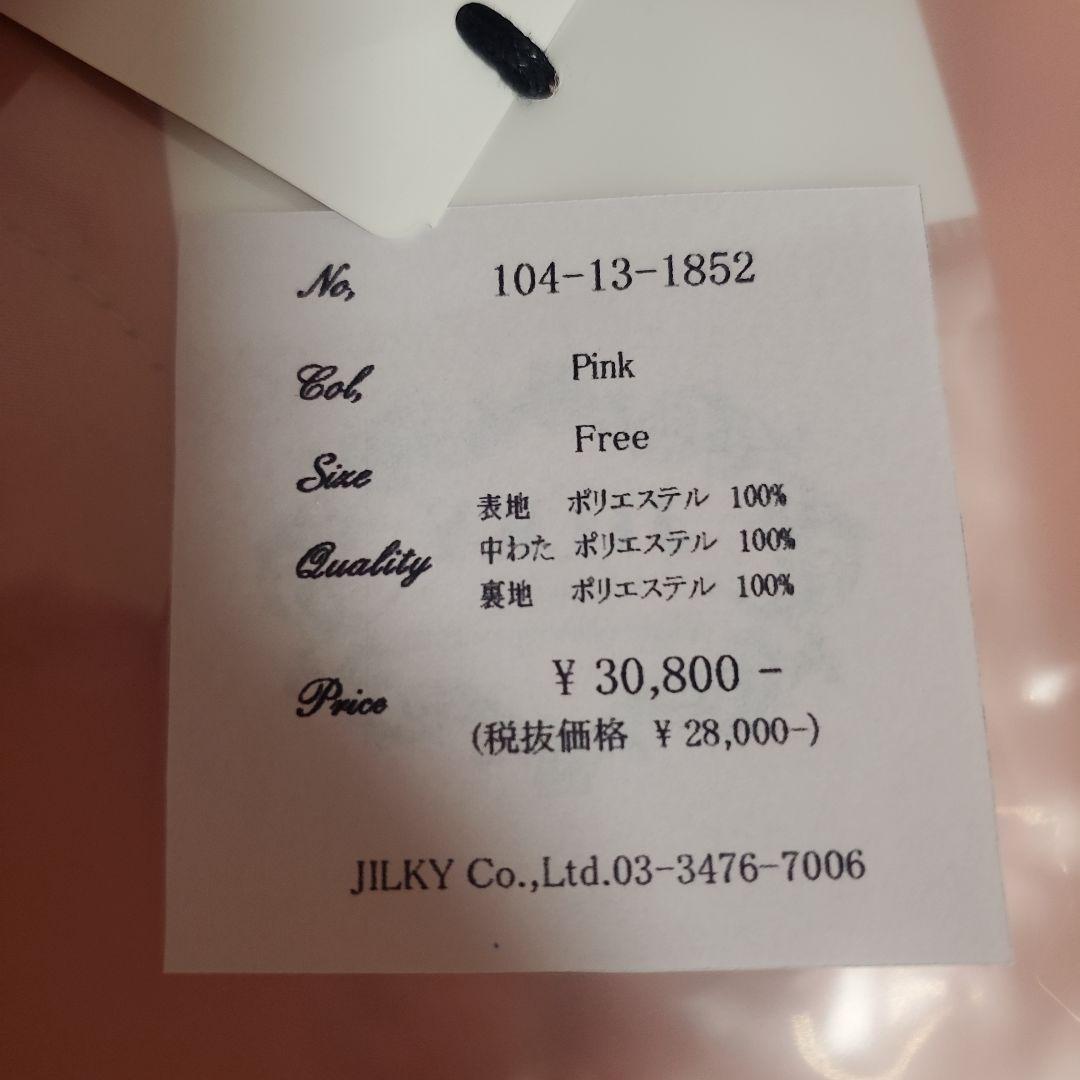 No, 104-13-1852
Col, Pink
Size Free
Quality 表地 ポリエステル 100%
中わた ポリエステル 100%
裏地 ポリエステル 100%
Price ¥ 30,800 -
(税抜価格 ¥ 28,000-)
JILKY Co.,Ltd.03-3476-7006